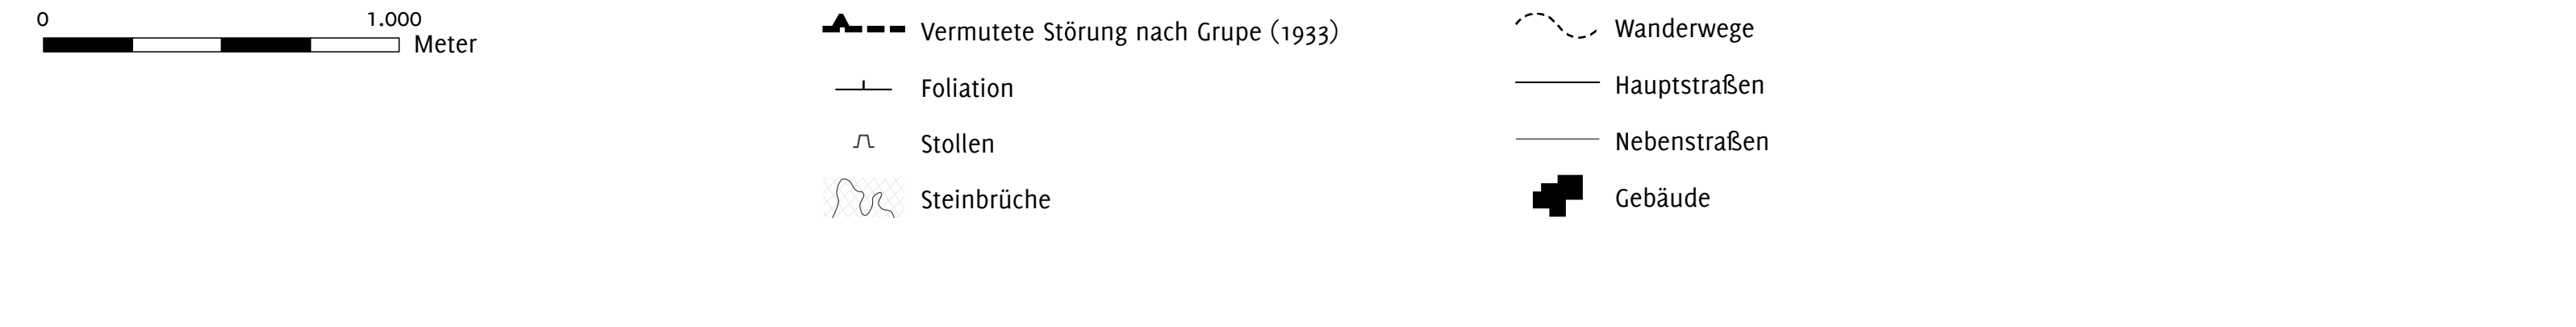 0 1.000
Meter
Vermutete Störung nach Grupe (1933)
Foliation
Stollen
Steinbrüche
Wanderwege
Hauptstraßen
Nebenstraßen
Gebäude